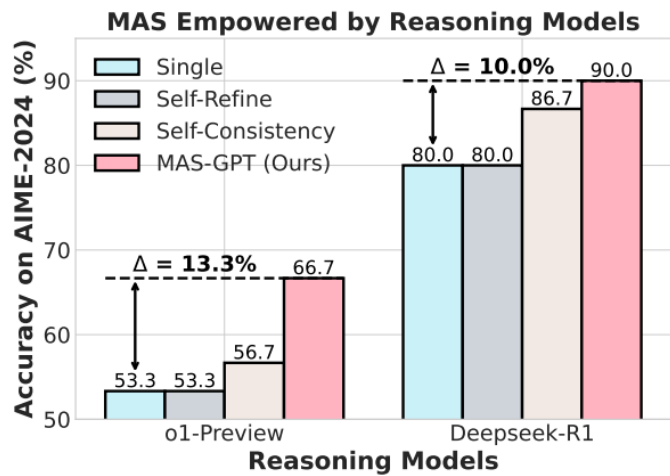 MAS Empowered by Reasoning Models
Accuracy on AIME-2024 (%)
90
80
70
60
50
Single
Self-Refine
Self-Consistency
MAS-GPT (Ours)
Δ = 13.3%
53.3
53.3
56.7
66.7
Δ = 10.0%
80.0
80.0
86.7
90.0
o1-Preview
Deepseek-R1
Reasoning Models